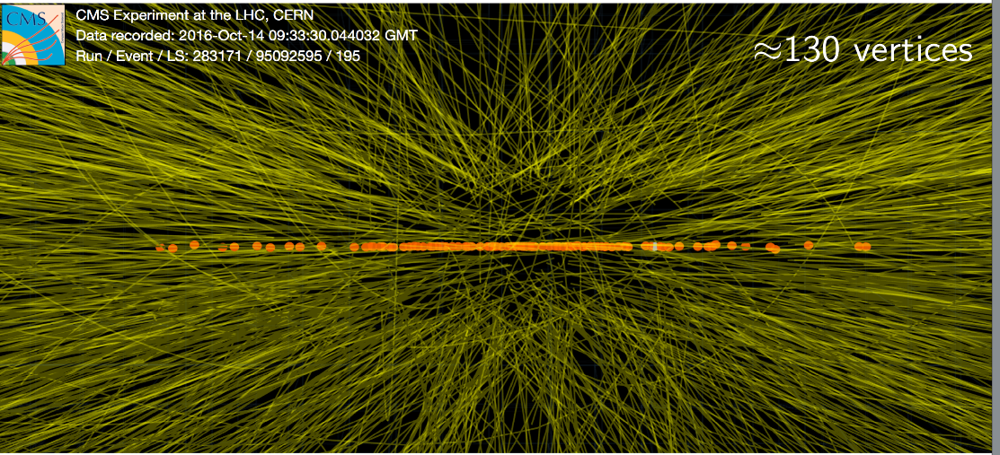 CMS
CMS Experiment at the LHC, CERN
Data recorded: 2016-Oct-14 09:33:30.044032 GMT
Run / Event / LS: 283171 / 95092595 / 195
≈130 vertices